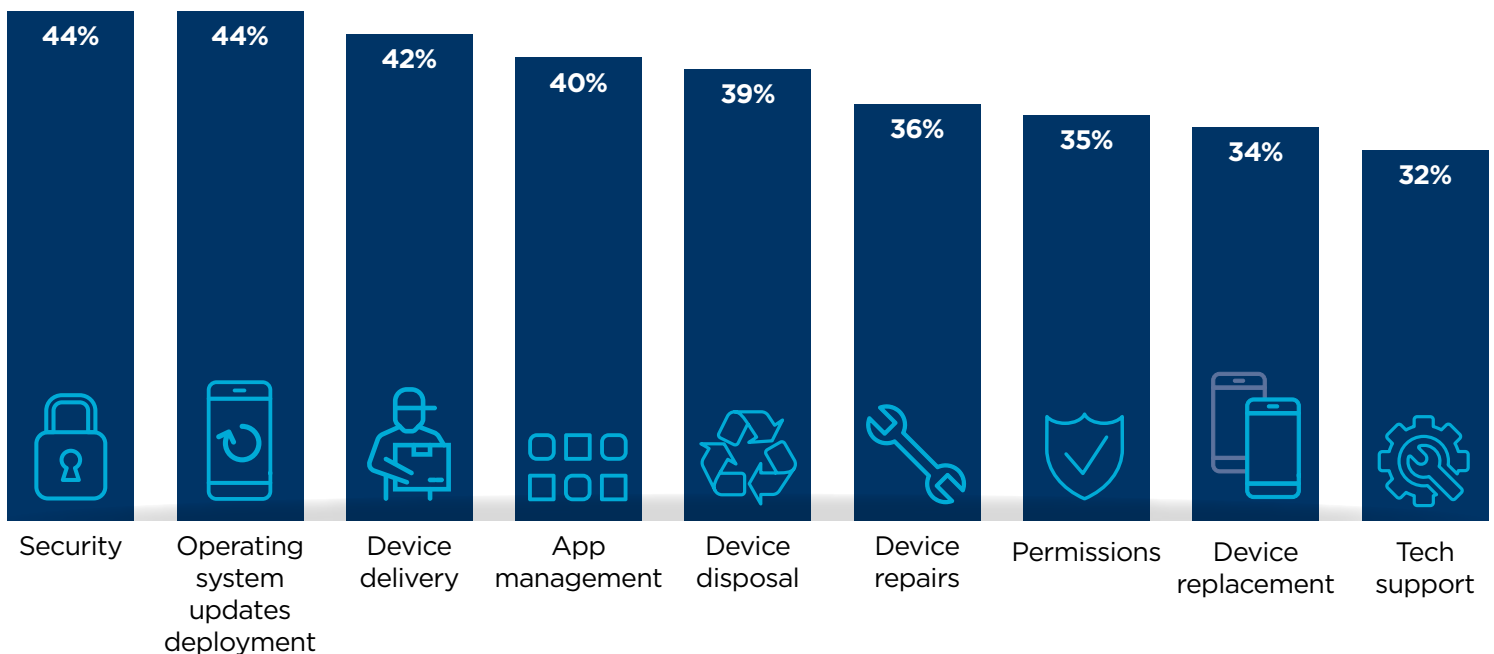 44%
44%
42%
40%
39%
36%
35%
34%
32%
Security
Operating
system
updates
deployment
Device
delivery
App
management
Device
disposal
Device
repairs
Permissions
Device
replacement
Tech
support